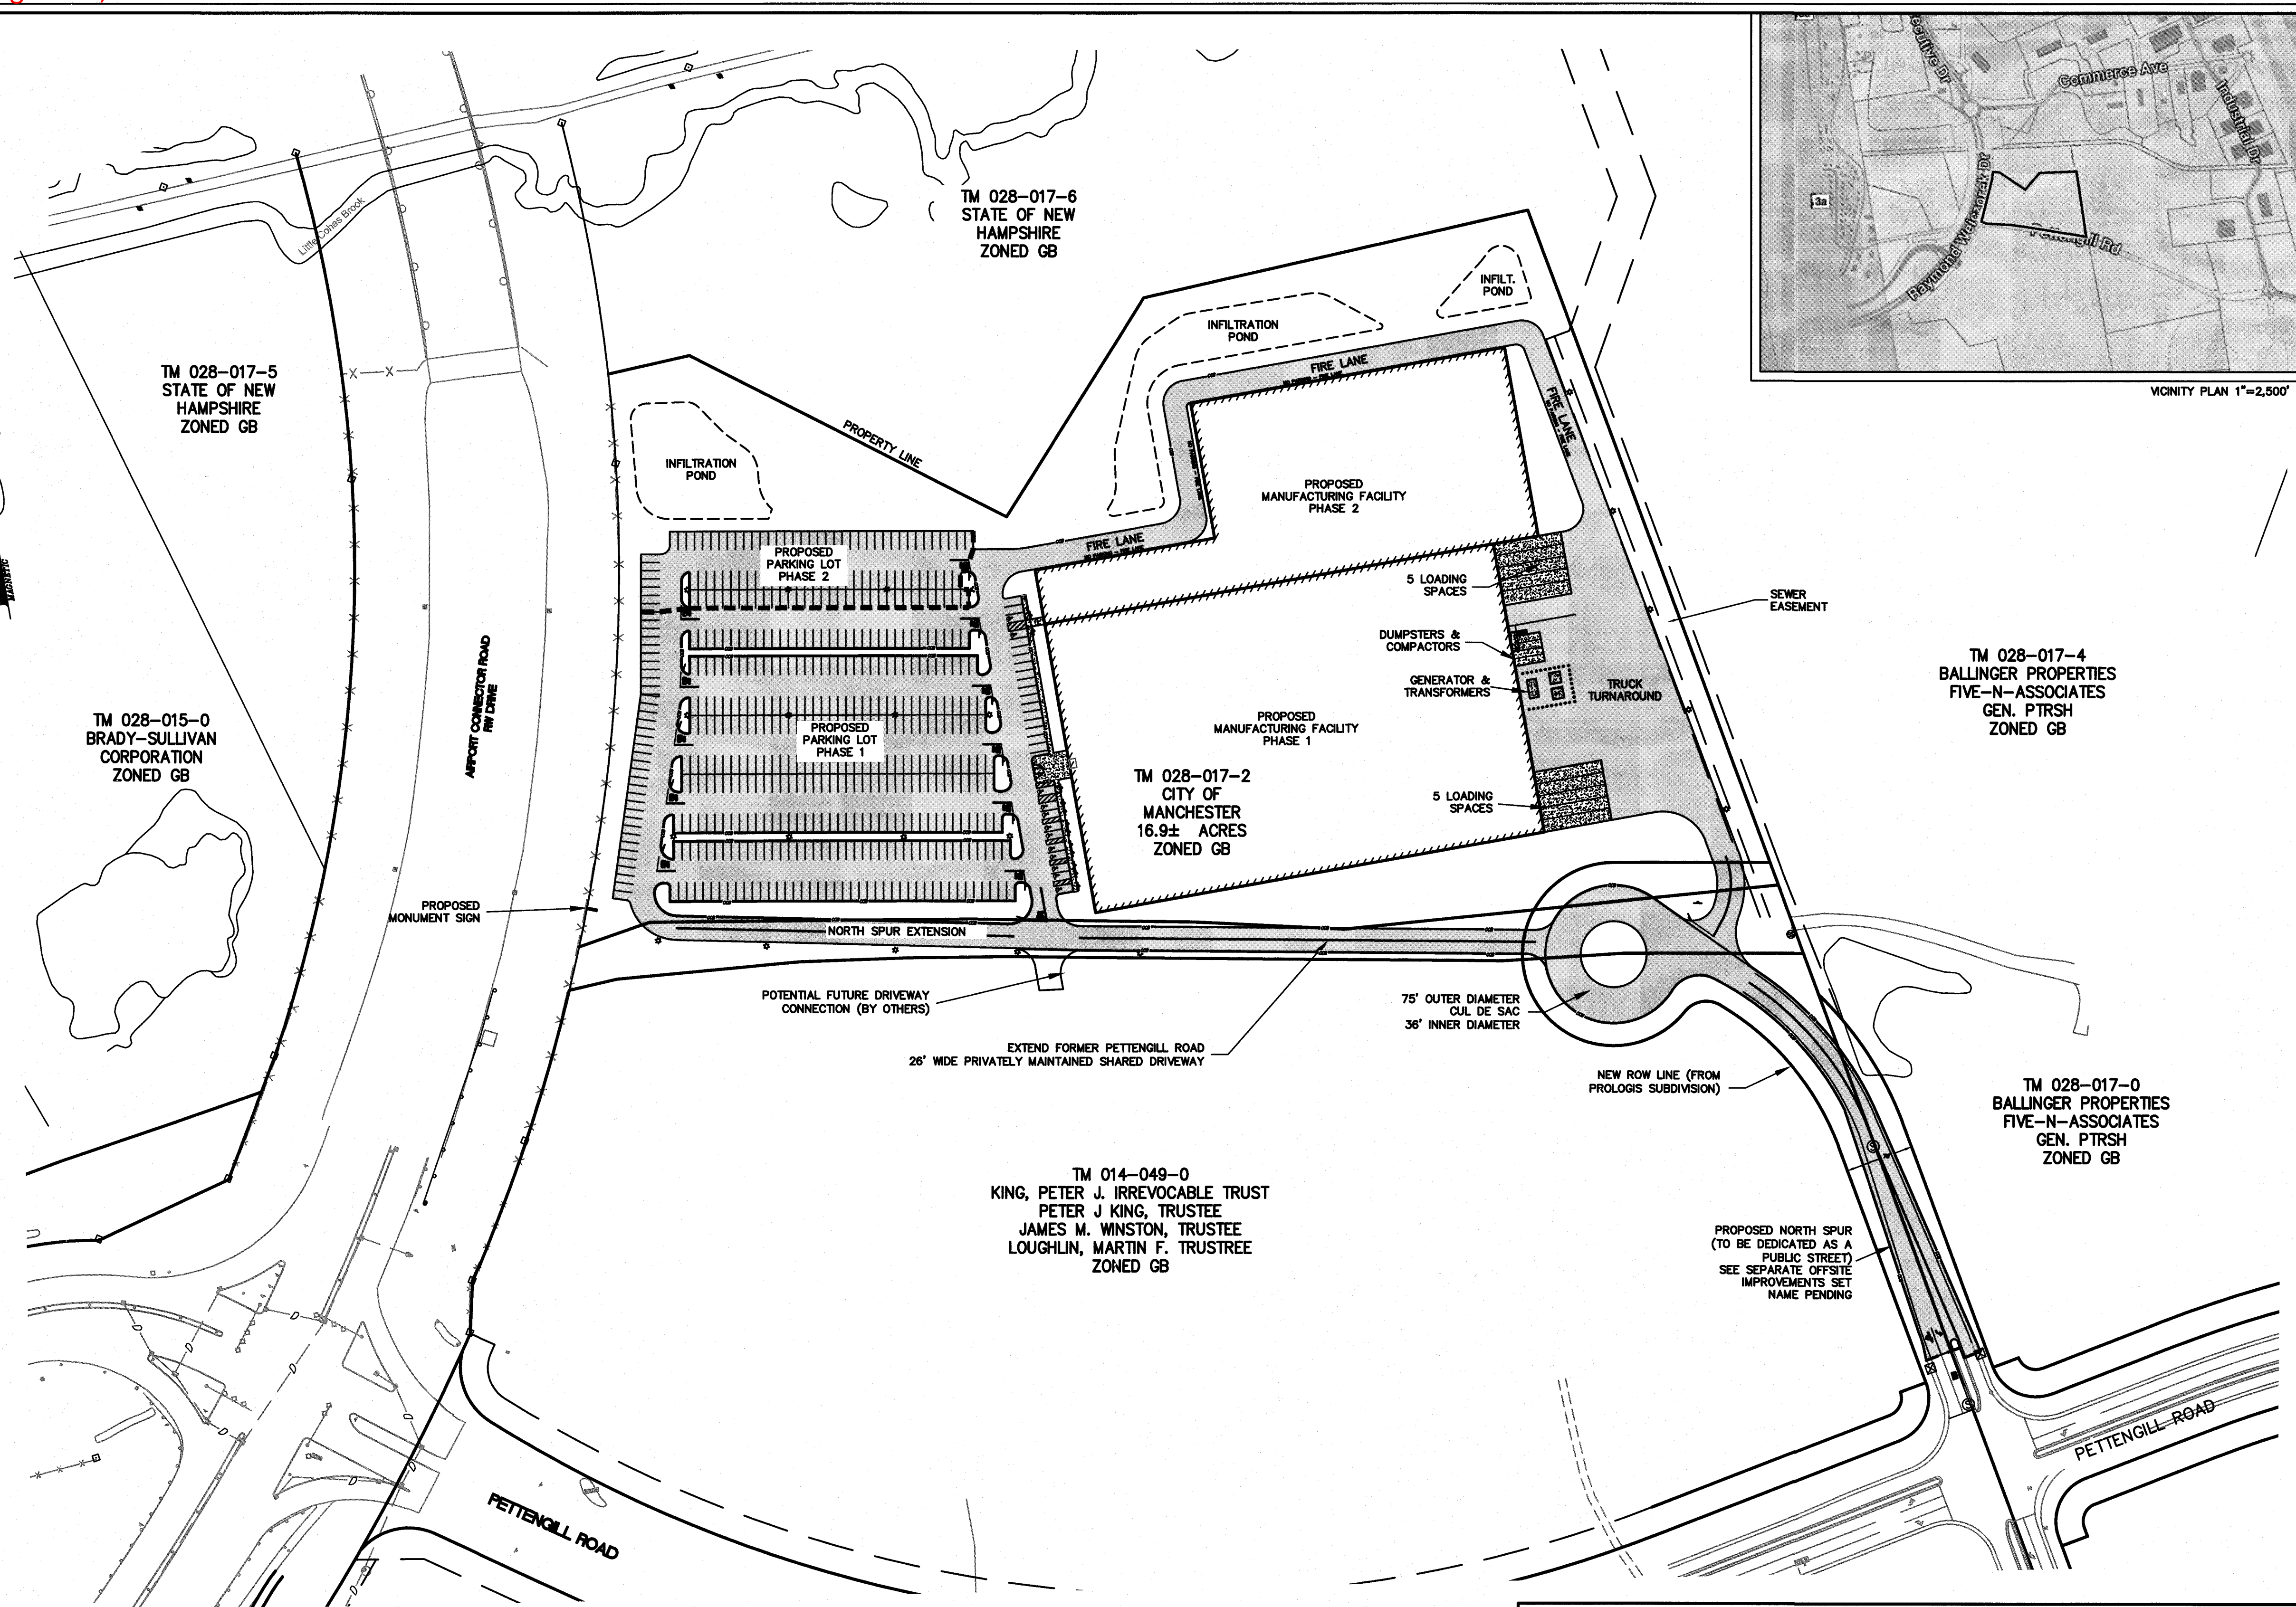 Executive Dr
Commerce Ave
Industrial Dr
3a
Raymond Wieczorek Dr
Pettengill Rd
VICINITY PLAN 1"=2,500'
Little Cohas Brook
TM 028-017-6
STATE OF NEW
HAMPSHIRE
ZONED GB
INFILT.
POND
INFILTRATION
POND
FIRE LANE
FIRE LANE
TM 028-017-5
STATE OF NEW
HAMPSHIRE
ZONED GB
PROPERTY LINE
INFILTRATION
POND
PROPOSED
MANUFACTURING FACILITY
PHASE 2
FIRE LANE
PROPOSED
PARKING LOT
PHASE 2
5 LOADING
SPACES
SEWER
EASEMENT
DUMPSTERS &
COMPACTORS
GENERATOR &
TRANSFORMERS
TRUCK
TURNAROUND
TM 028-017-4
BALLINGER PROPERTIES
FIVE-N-ASSOCIATES
GEN. PTRSH
ZONED GB
MAGNETIC
AIRPORT CONNECTOR ROAD
RW DRIVE
TM 028-015-0
BRADY-SULLIVAN
CORPORATION
ZONED GB
PROPOSED
PARKING LOT
PHASE 1
PROPOSED
MANUFACTURING FACILITY
PHASE 1
TM 028-017-2
CITY OF
MANCHESTER
16.9± ACRES
ZONED GB
5 LOADING
SPACES
PROPOSED
MONUMENT SIGN
NORTH SPUR EXTENSION
POTENTIAL FUTURE DRIVEWAY
CONNECTION (BY OTHERS)
75' OUTER DIAMETER
CUL DE SAC
36' INNER DIAMETER
EXTEND FORMER PETTENGILL ROAD
26' WIDE PRIVATELY MAINTAINED SHARED DRIVEWAY
NEW ROW LINE (FROM
PROLOGIS SUBDIVISION)
TM 028-017-0
BALLINGER PROPERTIES
FIVE-N-ASSOCIATES
GEN. PTRSH
ZONED GB
TM 014-049-0
KING, PETER J. IRREVOCABLE TRUST
PETER J KING, TRUSTEE
JAMES M. WINSTON, TRUSTEE
LOUGHLIN, MARTIN F. TRUSTREE
ZONED GB
PROPOSED NORTH SPUR
(TO BE DEDICATED AS A
PUBLIC STREET)
SEE SEPARATE OFFSITE
IMPROVEMENTS SET
NAME PENDING
PETTENGILL ROAD
PETTENGILL ROAD